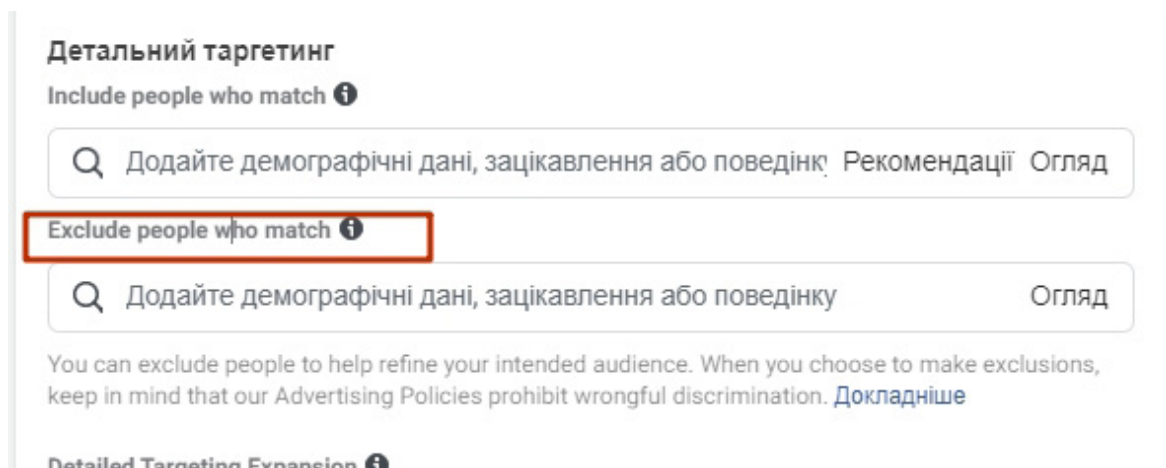 Детальний таргетинг
Include people who match
Додайте демографічні дані, зацікавлення або поведінк Рекомендації Огляд
Exclude people who match
Додайте демографічні дані, зацікавлення або поведінку Огляд
You can exclude people to help refine your intended audience. When you choose to make exclusions,
keep in mind that our Advertising Policies prohibit wrongful discrimination. Докладніше
Detailed Targeting Expansion